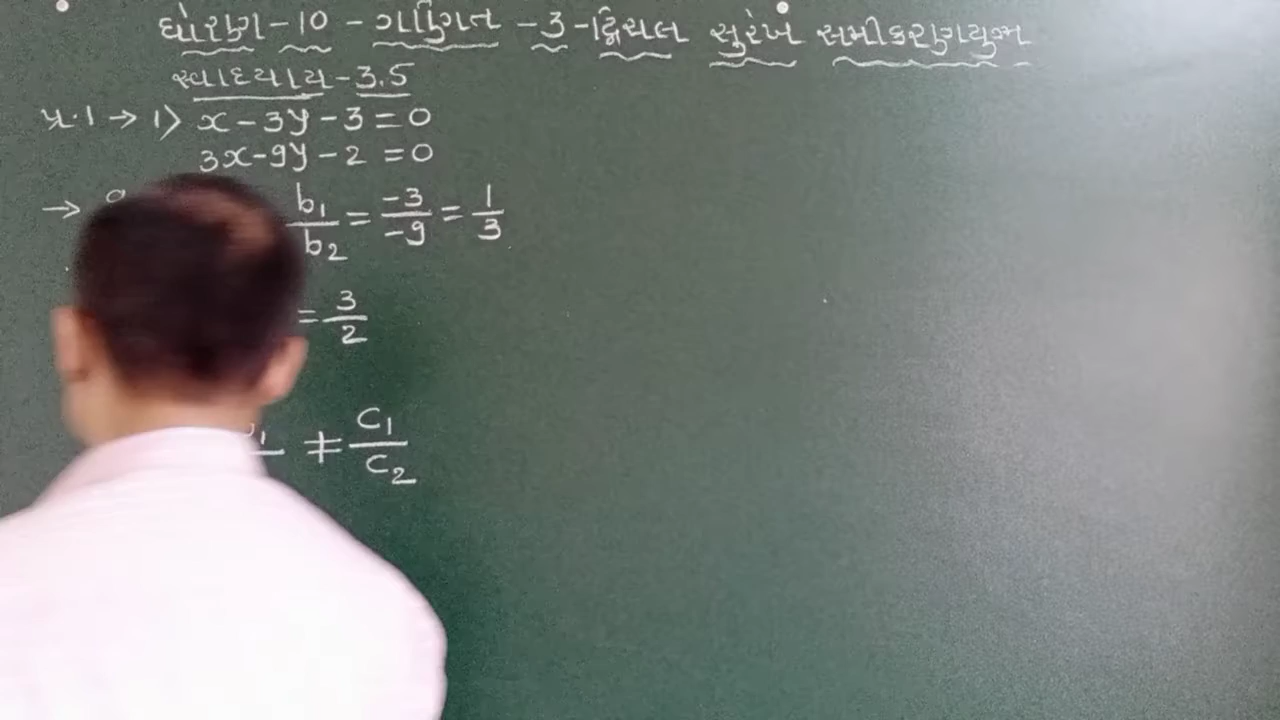 ધોરણ-10 - ગણિત - 3 - દ્વિચલ સુરેખ સમીકરણયુગ્મ
સ્વાધ્યાય - 3.5
પ્ર.1 → 1) x - 3y - 3 = 0
3x - 9y - 2 = 0
→ b₁/b₂ = -3/-9 = 1/3
= 3/2
≠ c₁/c₂